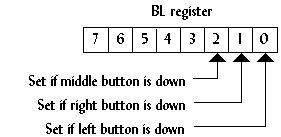 BL register
7 6 5 4 3 2 1 0
Set if middle button is down
Set if right button is down
Set if left button is down